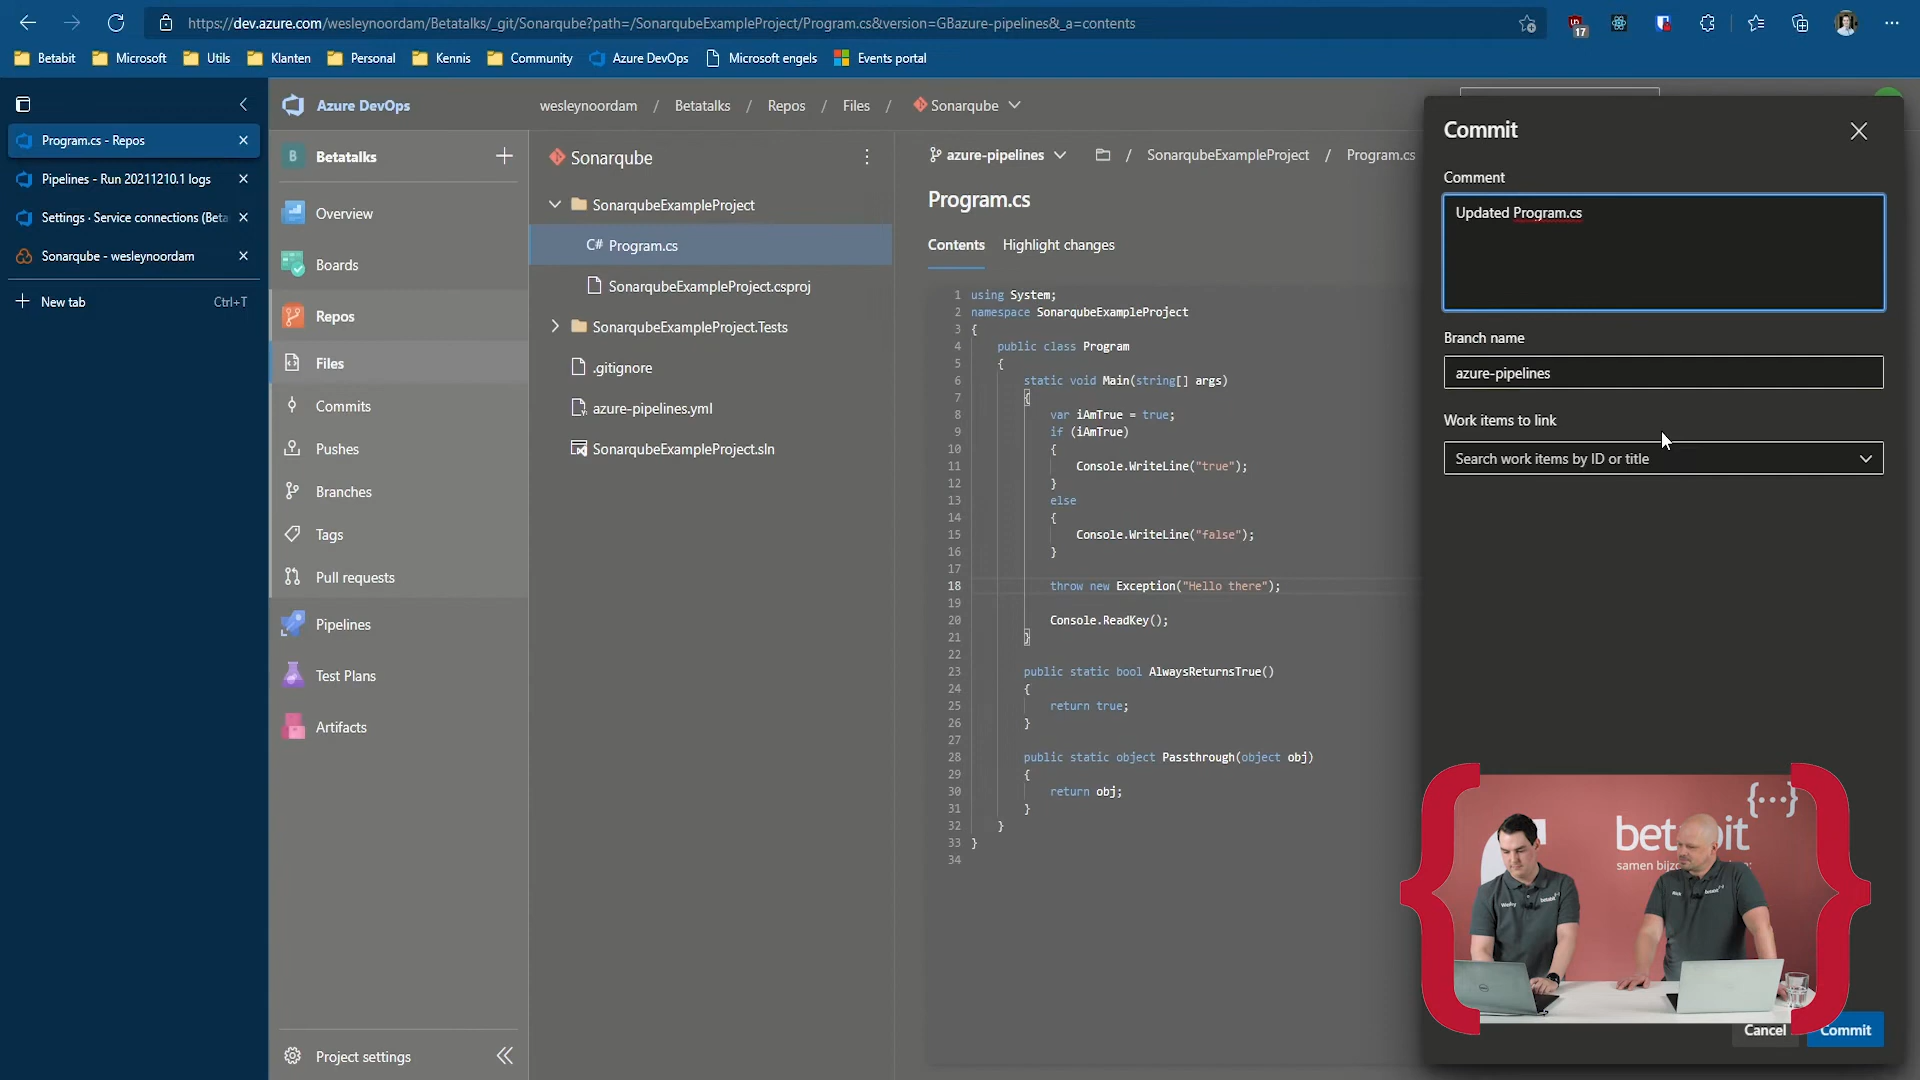 https://dev.azure.com/wesleynoordam/Betatalks/_git/Sonarqube?path=/SonarqubeExampleProject/Program.cs&version=GBazure-pipelines&_a=contents
17
Betabit
Microsoft
Utils
Klanten
Personal
Kennis
Community
Azure DevOps
Microsoft engels
Events portal
Program.cs - Repos
Pipelines - Run 20211210.1 logs
Settings · Service connections (Beta
Sonarqube - wesleynoordam
New tab Ctrl+T
Azure DevOps
wesleynoordam / Betatalks / Repos / Files / Sonarqube
B Betatalks
Overview
Boards
Repos
Files
Commits
Pushes
Branches
Tags
Pull requests
Pipelines
Test Plans
Artifacts
Project settings
Sonarqube
SonarqubeExampleProject
C# Program.cs
SonarqubeExampleProject.csproj
SonarqubeExampleProject.Tests
.gitignore
azure-pipelines.yml
SonarqubeExampleProject.sln
azure-pipelines / SonarqubeExampleProject / Program.cs
Program.cs
Contents Highlight changes
1 using System;
2 namespace SonarqubeExampleProject
3 {
4 public class Program
5 {
6 static void Main(string[] args)
7 {
8 var iAmTrue = true;
9 if (iAmTrue)
10 {
11 Console.WriteLine("true");
12 }
13 else
14 {
15 Console.WriteLine("false");
16 }
17
18 throw new Exception("Hello there");
19
20 Console.ReadKey();
21 }
22
23 public static bool AlwaysReturnsTrue()
24 {
25 return true;
26 }
27
28 public static object Passthrough(object obj)
29 {
30 return obj;
31 }
32 }
33 }
34
Commit
Comment
Updated Program.cs
Branch name
azure-pipelines
Work items to link
Search work items by ID or title
{...}
samen
Wesley betabit
Rick betabit
Cancel
Commit